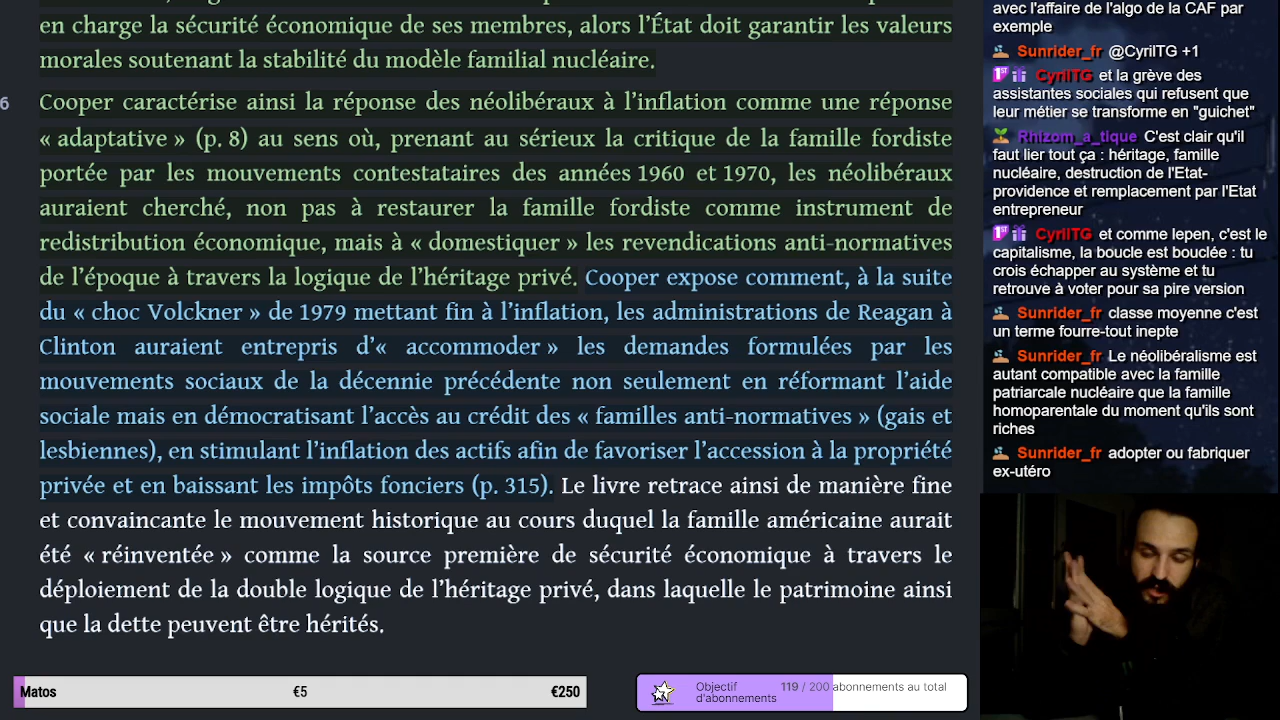 en charge la sécurité économique de ses membres, alors l’État doit garantir les valeurs
morales soutenant la stabilité du modèle familial nucléaire.
6
Cooper caractérise ainsi la réponse des néolibéraux à l’inflation comme une réponse
« adaptative » (p. 8) au sens où, prenant au sérieux la critique de la famille fordiste
portée par les mouvements contestataires des années 1960 et 1970, les néolibéraux
auraient cherché, non pas à restaurer la famille fordiste comme instrument de
redistribution économique, mais à « domestiquer » les revendications anti-normatives
de l’époque à travers la logique de l’héritage privé. Cooper expose comment, à la suite
du « choc Volckner » de 1979 mettant fin à l’inflation, les administrations de Reagan à
Clinton auraient entrepris d’« accommoder » les demandes formulées par les
mouvements sociaux de la décennie précédente non seulement en réformant l’aide
sociale mais en démocratisant l’accès au crédit des « familles anti-normatives » (gais et
lesbiennes), en stimulant l’inflation des actifs afin de favoriser l’accession à la propriété
privée et en baissant les impôts fonciers (p. 315). Le livre retrace ainsi de manière fine
et convaincante le mouvement historique au cours duquel la famille américaine aurait
été « réinventée » comme la source première de sécurité économique à travers le
déploiement de la double logique de l’héritage privé, dans laquelle le patrimoine ainsi
que la dette peuvent être hérités.
Matos €5 €250
Objectif
d'abonnements
119 / 200 abonnements au total
avec l'affaire de l'algo de la CAF par
exemple
Sunrider_fr @CyrilTG +1
1ST CyrilTG et la grève des
assistantes sociales qui refusent que
leur métier se transforme en "guichet"
Rhizom_a_tique C'est clair qu'il
faut lier tout ça : héritage, famille
nucléaire, destruction de l'Etat-
providence et remplacement par l'Etat
entrepreneur
1ST CyrilTG et comme lepen, c'est le
capitalisme, la boucle est bouclée : tu
crois échapper au système et tu
retrouve à voter pour sa pire version
Sunrider_fr classe moyenne c'est
un terme fourre-tout inepte
Sunrider_fr Le néolibéralisme est
autant compatible avec la famille
patriarcale nucléaire que la famille
homoparentale du moment qu'ils sont
riches
Sunrider_fr adopter ou fabriquer
ex-utéro